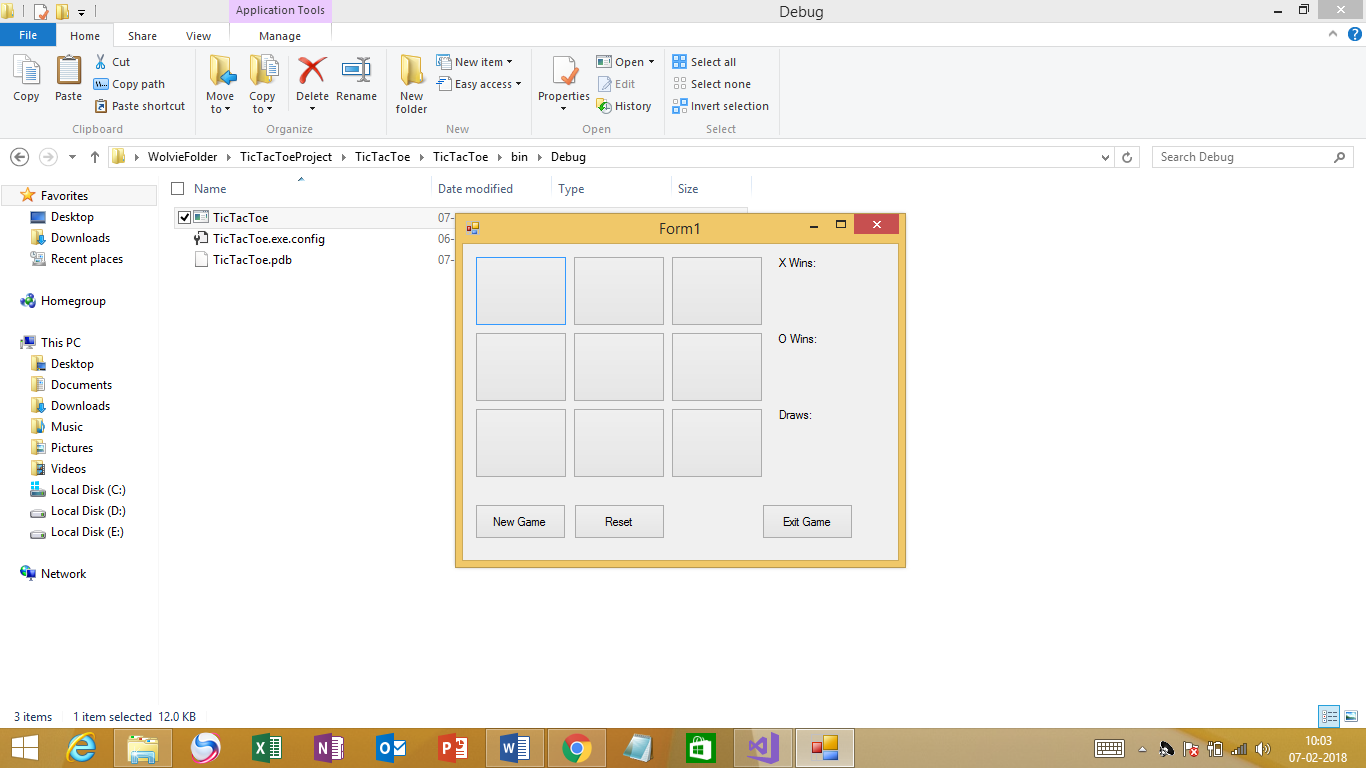 Application Tools
Debug
File Home Share View Manage
Copy
Paste
Cut
Copy path
Paste shortcut
Clipboard
Move to
Copy to
Delete
Rename
Organize
New folder
New item
Easy access
New
Properties
Open
Edit
History
Open
Select all
Select none
Invert selection
Select
WolvieFolder TicTacToeProject TicTacToe TicTacToe bin Debug
Search Debug
Favorites
Desktop
Downloads
Recent places
Homegroup
This PC
Desktop
Documents
Downloads
Music
Pictures
Videos
Local Disk (C:)
Local Disk (D:)
Local Disk (E:)
Network
Name Date modified Type Size
TicTacToe 07-
TicTacToe.exe.config 06-
TicTacToe.pdb 07-
Form1
X Wins:
O Wins:
Draws:
New Game Reset Exit Game
3 items 1 item selected 12.0 KB
10:03
07-02-2018